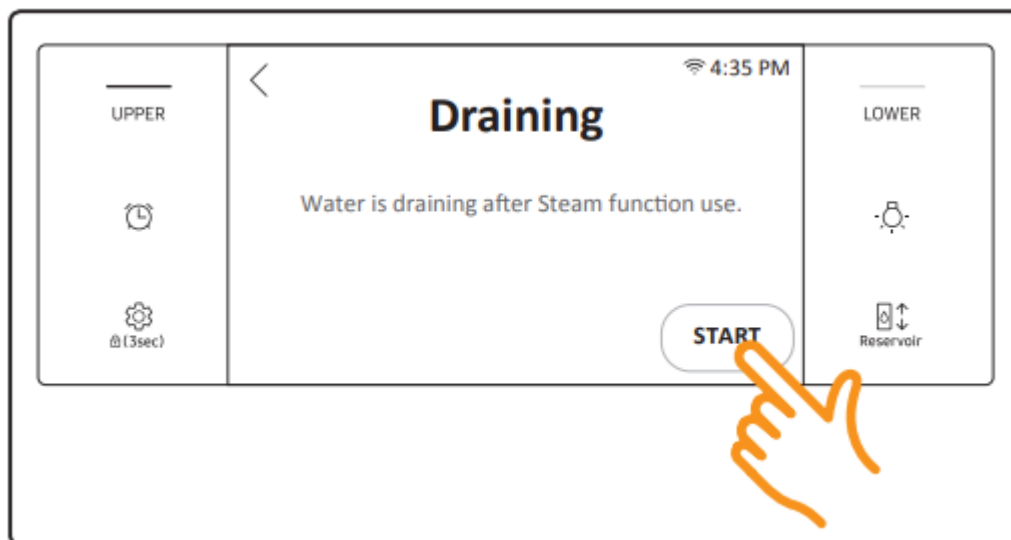 4:35 PM
UPPER
Draining
LOWER
Water is draining after Steam function use.
START
(3sec)
Reservoir